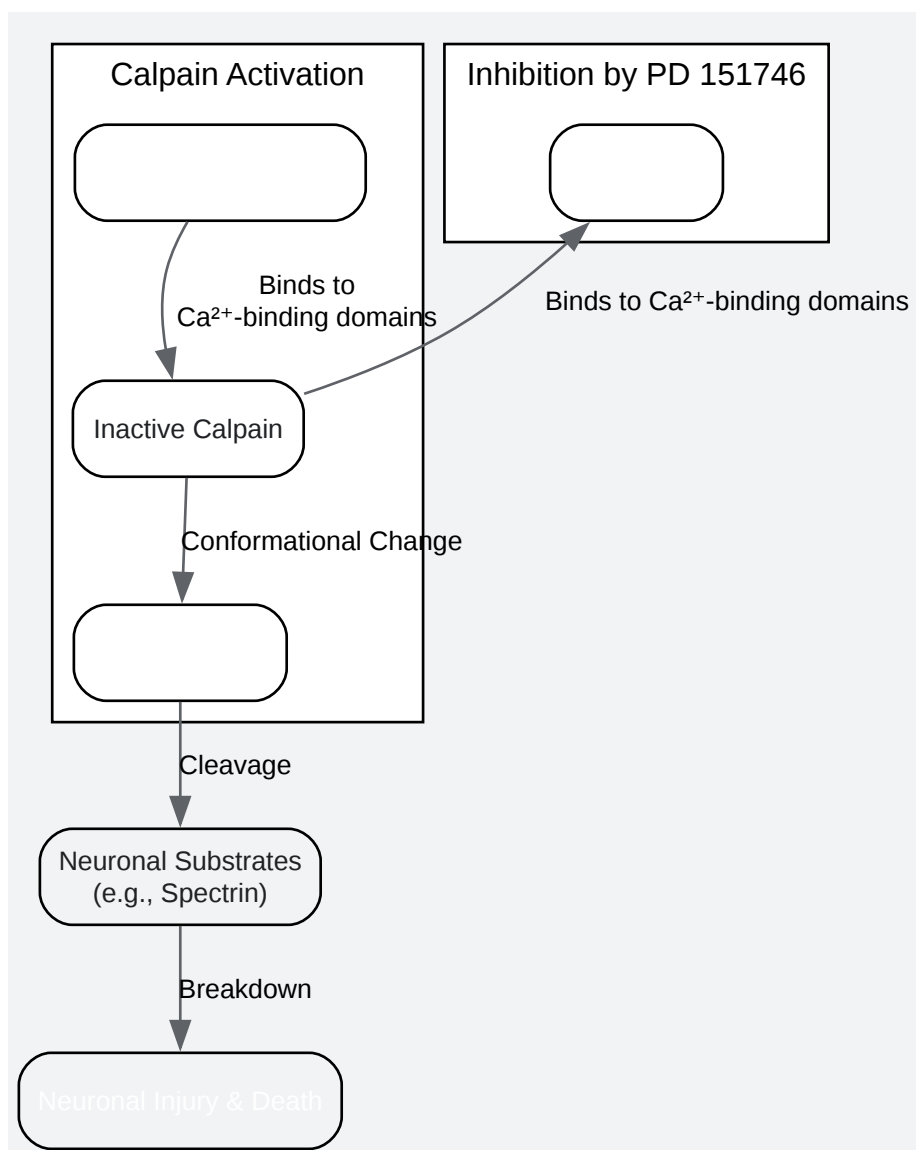 Calpain Activation
Inhibition by PD 151746
Binds to
Ca²⁺-binding domains
Binds to Ca²⁺-binding domains
Inactive Calpain
Conformational Change
Cleavage
Neuronal Substrates
(e.g., Spectrin)
Breakdown
Neuronal Injury & Death